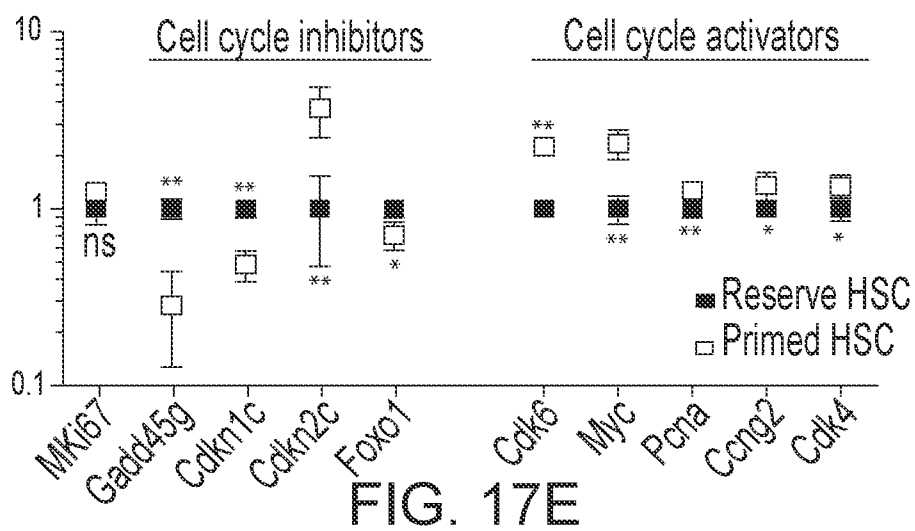 10
Cell cycle inhibitors Cell cycle activators
** ** ** **
1
ns ** * ** ** * *
Reserve HSC
Primed HSC
0.1
MKi67 Gadd45g Cdkn1c Cdkn2c Foxo1 Cdk6 Myc Pcna Ccng2 Cdk4
FIG. 17E